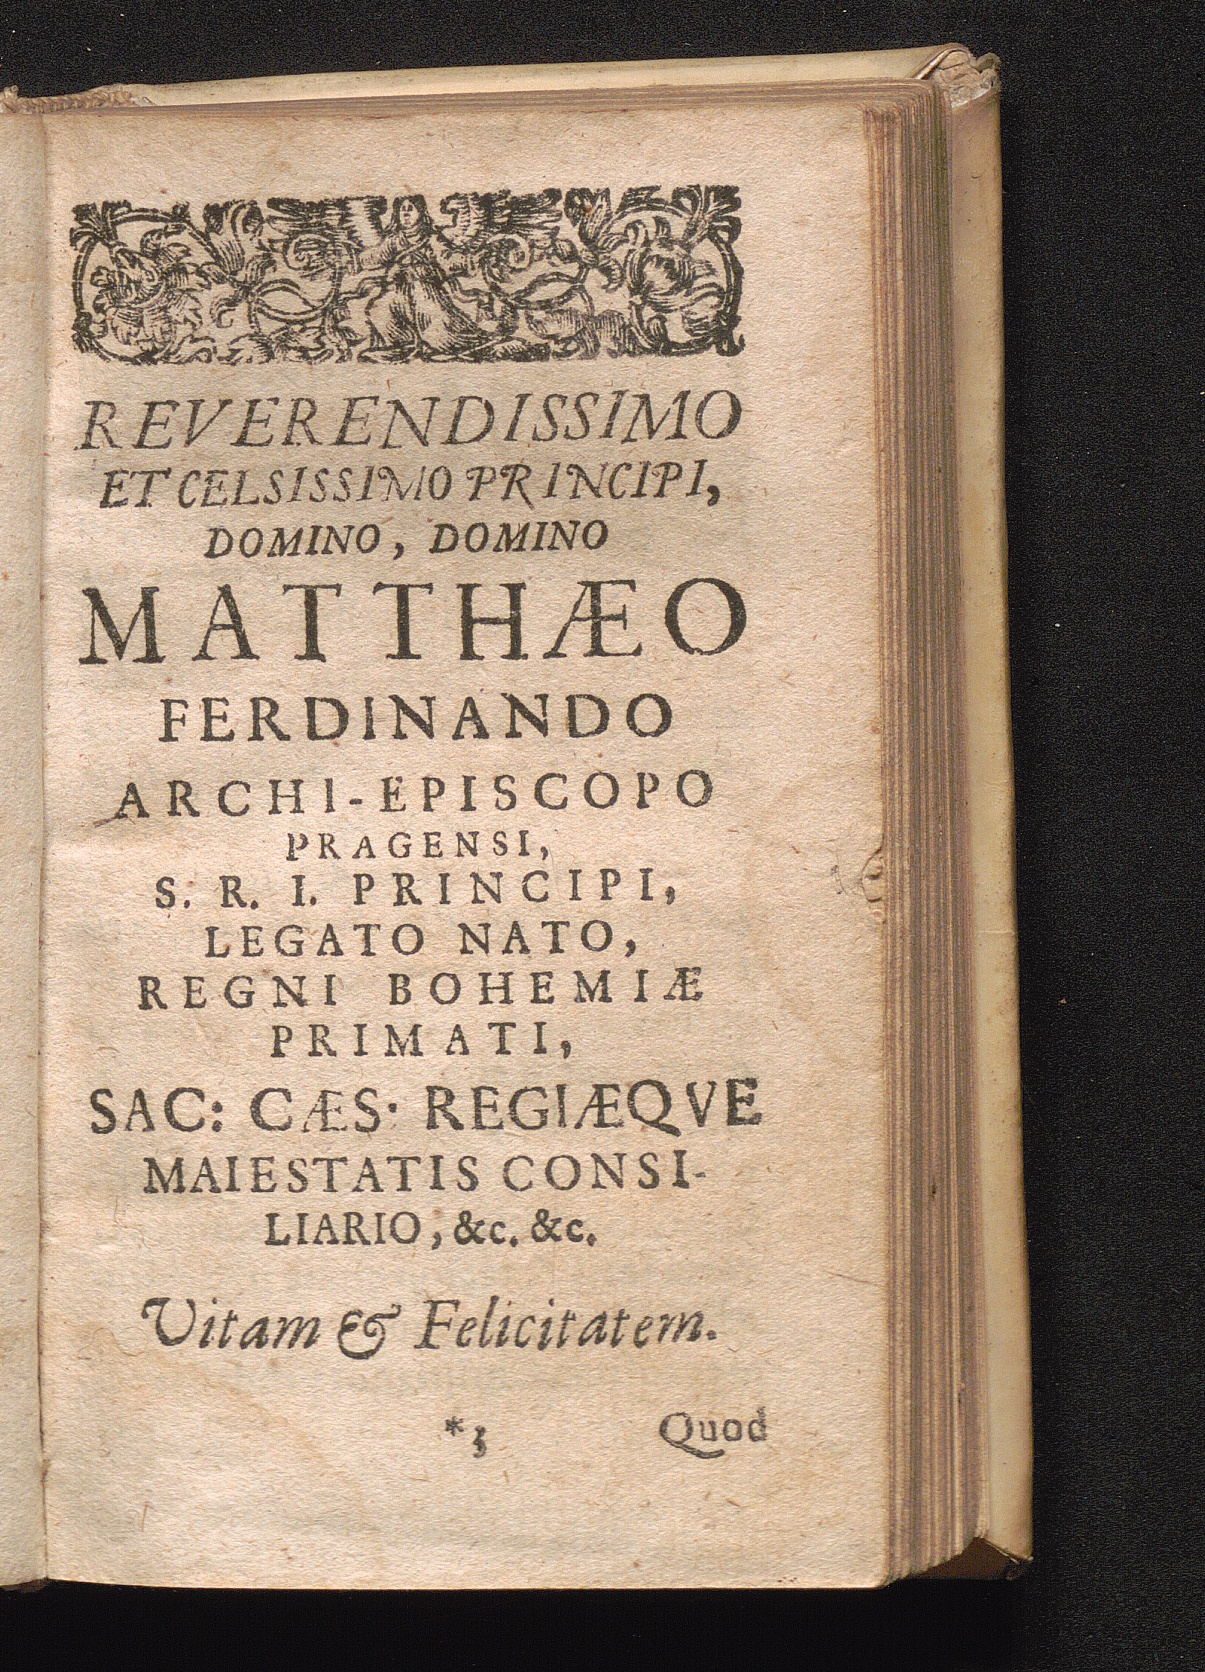 REVERENDISSIMO
ET CELSISSIMO PRINCIPI,
DOMINO, DOMINO
MATTHÆO
FERDINANDO
ARCHI-EPISCOPO
PRAGENSI,
S. R. I. PRINCIPI,
LEGATO NATO,
REGNI BOHEMIÆ
PRIMATI,
SAC: CÆS· REGIÆQVE
MAIESTATIS CONSI-
LIARIO, &c. &c.
Vitam & Felicitatem.
*3 Quod